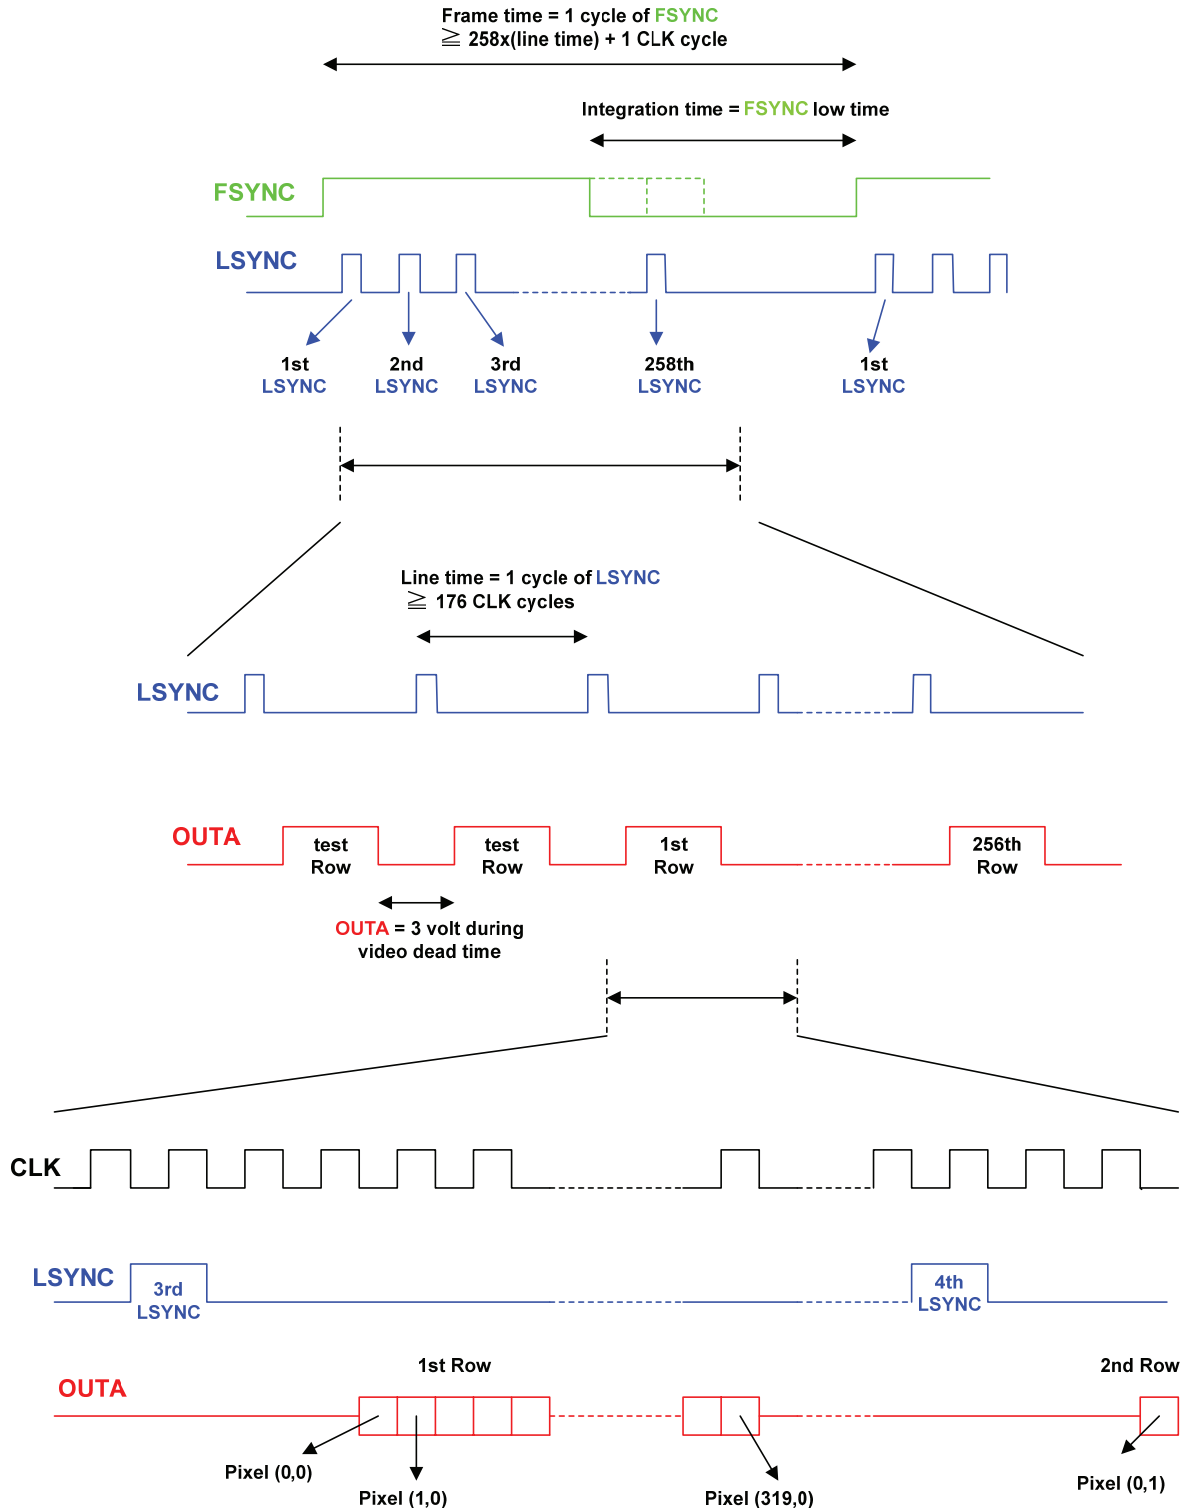 Frame time = 1 cycle of FSYNC
≧ 258x(line time) + 1 CLK cycle
Integration time = FSYNC low time
FSYNC
LSYNC
1st
LSYNC
2nd
LSYNC
3rd
LSYNC
258th
LSYNC
1st
LSYNC
Line time = 1 cycle of LSYNC
≧ 176 CLK cycles
LSYNC
OUTA
test
Row
test
Row
1st
Row
256th
Row
OUTA = 3 volt during
video dead time
CLK
LSYNC
3rd
LSYNC
4th
LSYNC
1st Row
2nd Row
OUTA
Pixel (0,0)
Pixel (1,0)
Pixel (319,0)
Pixel (0,1)